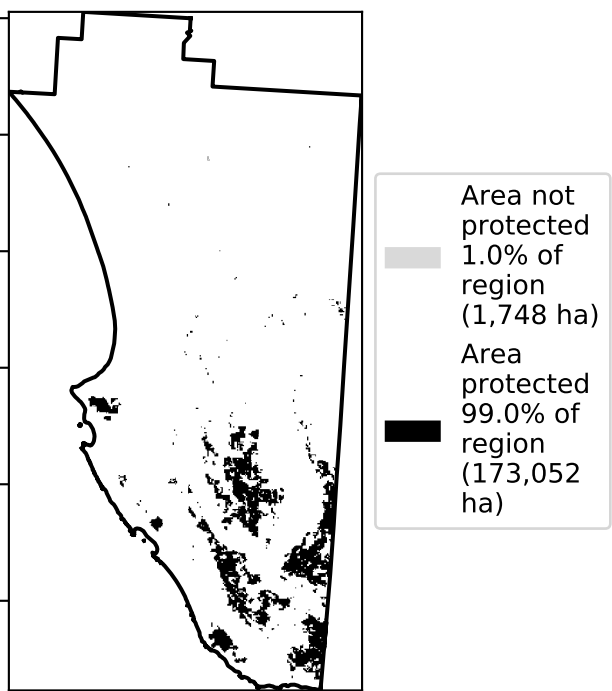 Area not
protected
1.0% of
region
(1,748 ha)
Area
protected
99.0% of
region
(173,052
ha)